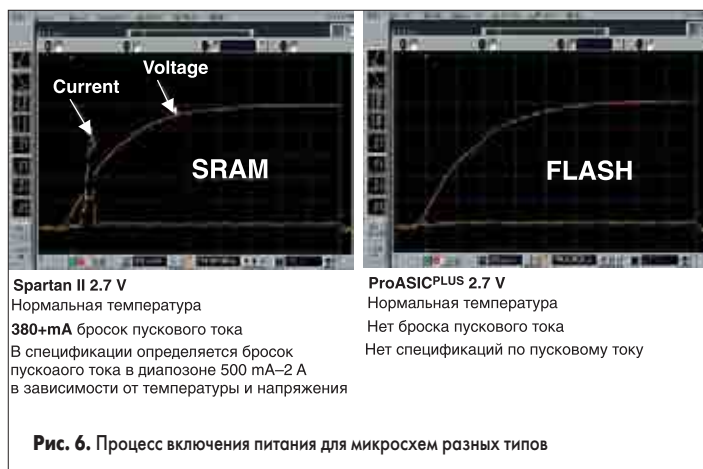 Current
Voltage
SRAM
FLASH
Spartan II 2.7 V
Нормальная температура
380+mA бросок пускового тока
В спецификации определяется бросок
пускоаого тока в диапозоне 500 mA–2 A
в зависимости от температуры и напряжения
ProASICPLUS 2.7 V
Нормальная температура
Нет броска пускового тока
Нет спецификаций по пусковому току
Рис. 6. Процесс включения питания для микросхем разных типов